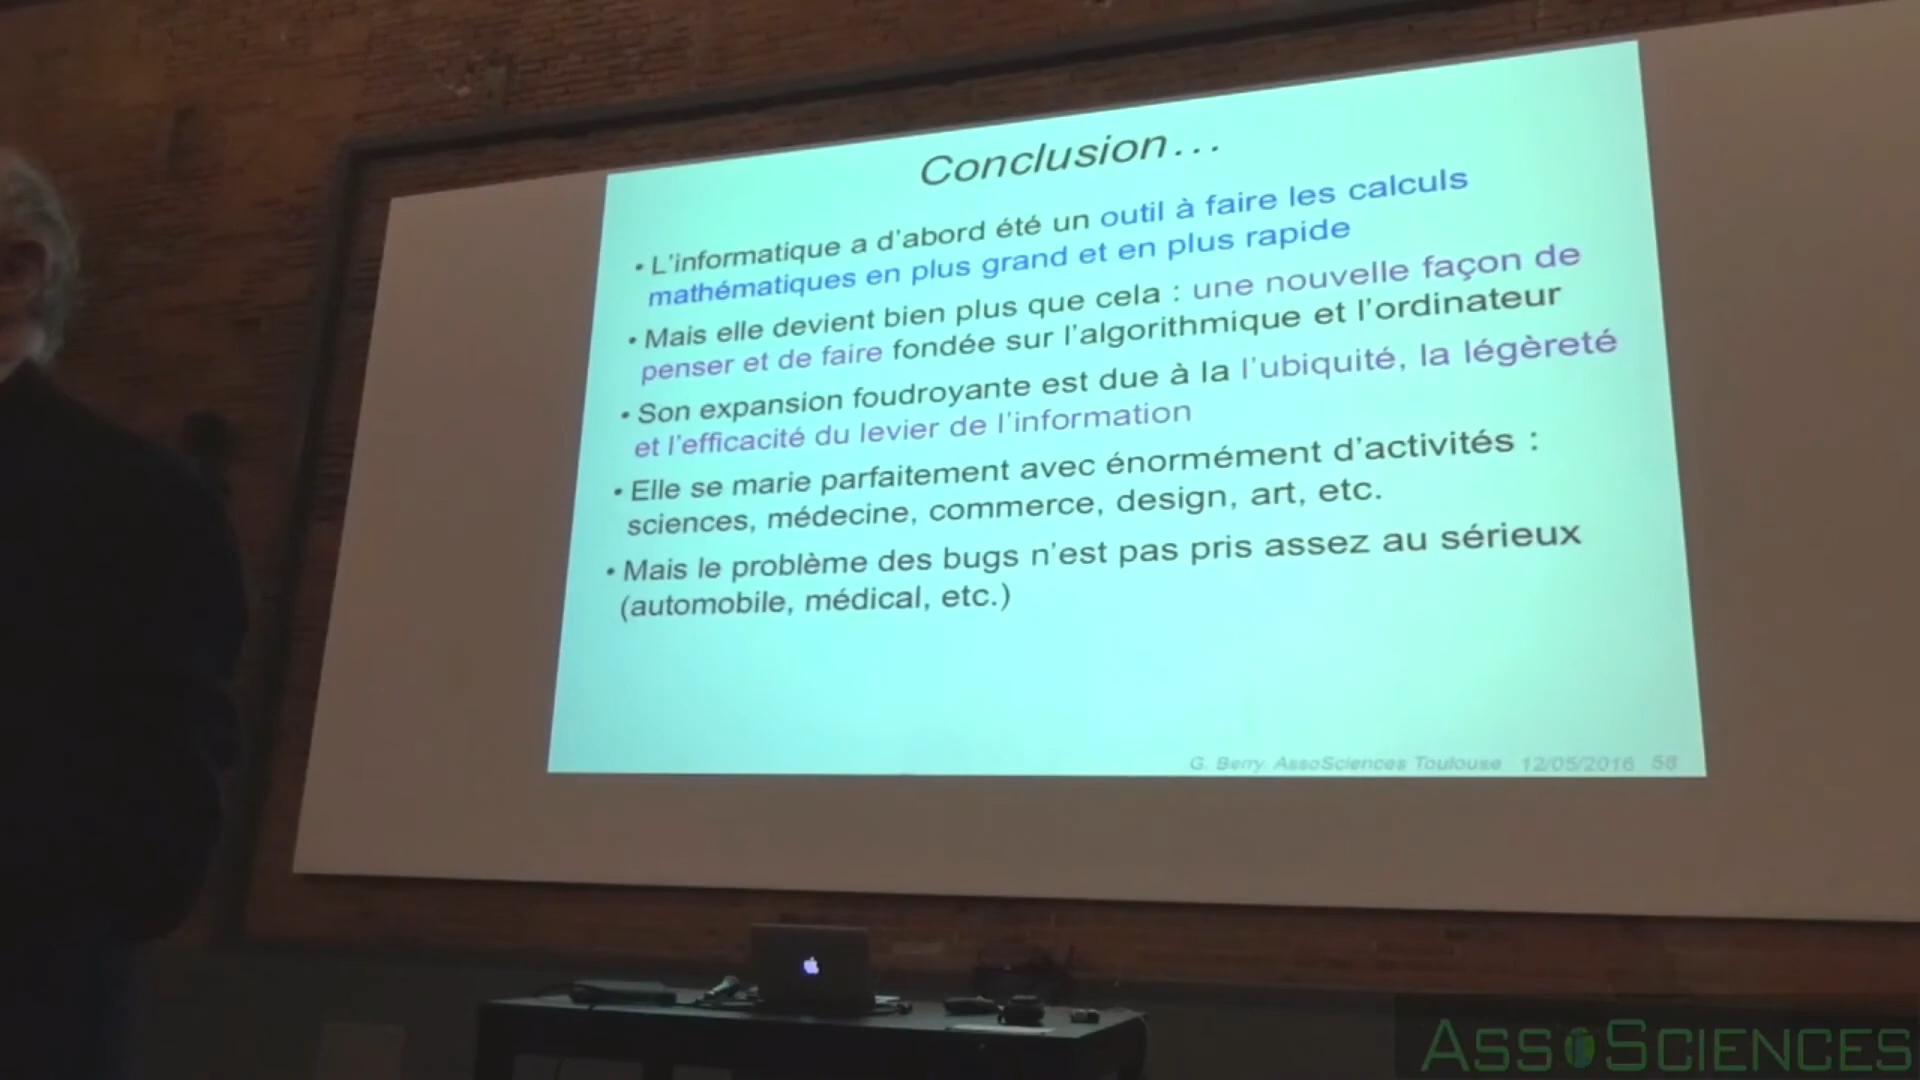 Conclusion…
• L'informatique a d'abord été un outil à faire les calculs
mathématiques en plus grand et en plus rapide
• Mais elle devient bien plus que cela : une nouvelle façon de
penser et de faire fondée sur l'algorithmique et l'ordinateur
• Son expansion foudroyante est due à la l'ubiquité, la légèreté
et l'efficacité du levier de l'information
• Elle se marie parfaitement avec énormément d'activités :
sciences, médecine, commerce, design, art, etc.
• Mais le problème des bugs n'est pas pris assez au sérieux
(automobile, médical, etc.)
G. Berry AssoSciences Toulouse 12/05/2016 58
ASSOSCIENCES